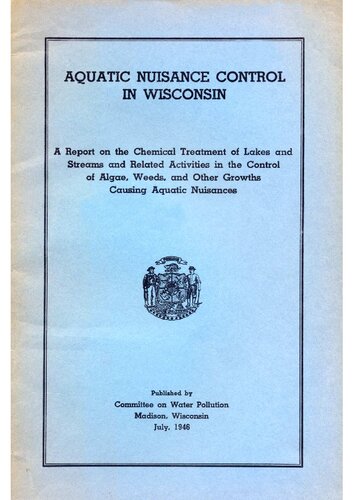 AQUATIC NUISANCE CONTROL
IN WISCONSIN
A Report on the Chemical Treatment of Lakes and
Streams and Related Activities in the Control
of Algae, Weeds, and Other Growths
Causing Aquatic Nuisances
Published by
Committee on Water Pollution
Madison, Wisconsin
July, 1946